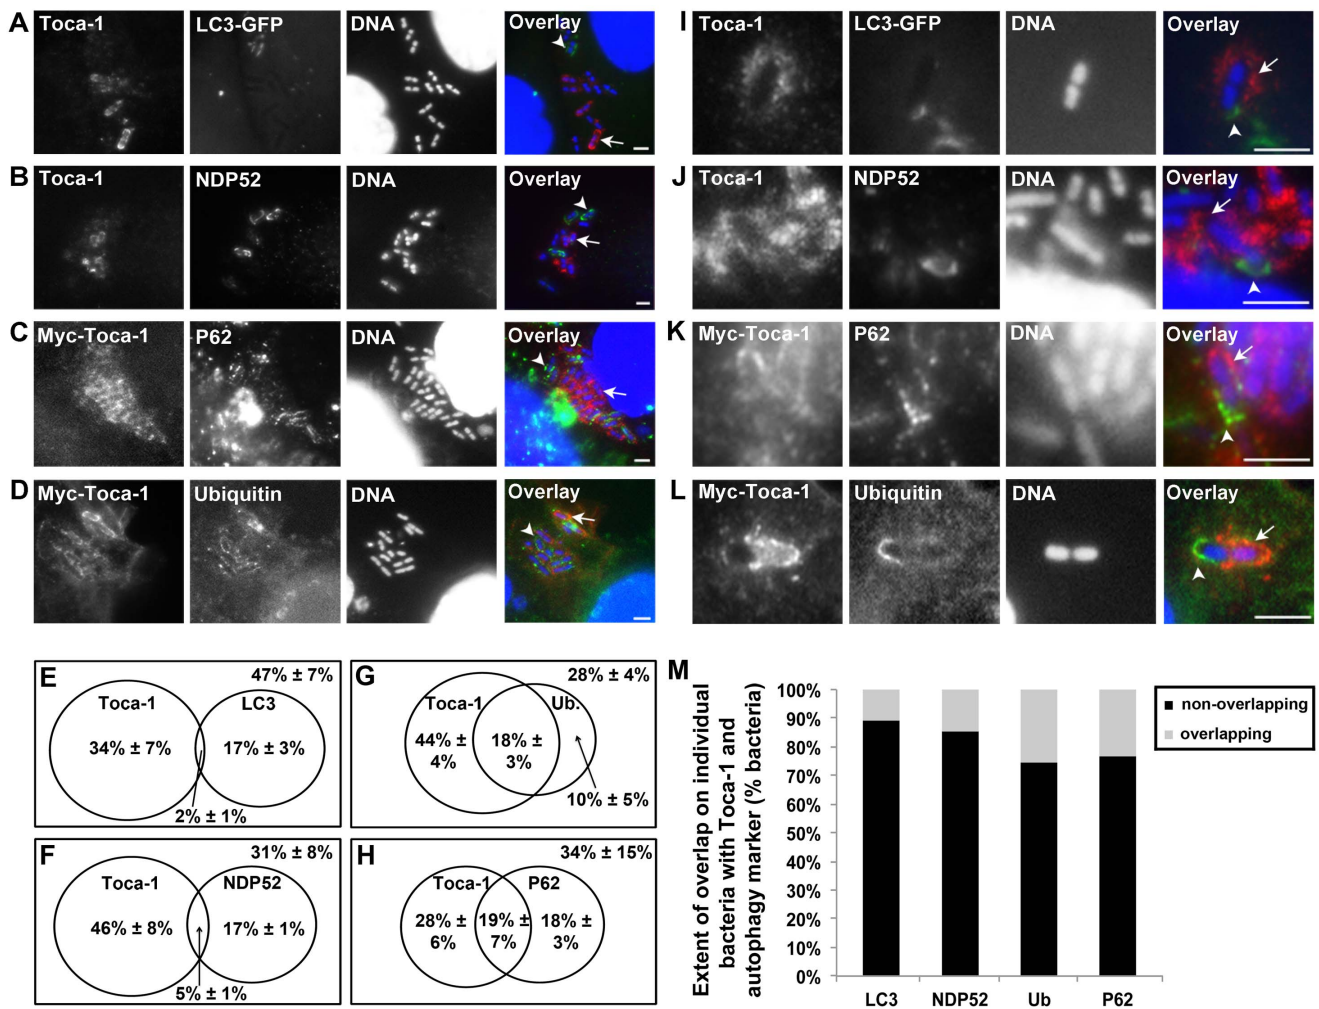 A Toca-1 LC3-GFP DNA Overlay
B Toca-1 NDP52 DNA Overlay
C Myc-Toca-1 P62 DNA Overlay
D Myc-Toca-1 Ubiquitin DNA Overlay
I Toca-1 LC3-GFP DNA Overlay
J Toca-1 NDP52 DNA Overlay
K Myc-Toca-1 P62 DNA Overlay
L Myc-Toca-1 Ubiquitin DNA Overlay
E 47% ± 7%
Toca-1 LC3
34% ± 7% 17% ± 3%
2% ± 1%
F 31% ± 8%
Toca-1 NDP52
46% ± 8% 17% ± 1%
5% ± 1%
G 28% ± 4%
Toca-1 Ub.
44% ± 18% ±
4% 3%
10% ± 5%
H 34% ± 15%
Toca-1 P62
28% ± 19% ± 18% ±
6% 7% 3%
M
Extent of overlap on individual
bacteria with Toca-1 and
autophagy marker (% bacteria)
100%
90%
80%
70%
60%
50%
40%
30%
20%
10%
0%
LC3 NDP52 Ub P62
non-overlapping
overlapping